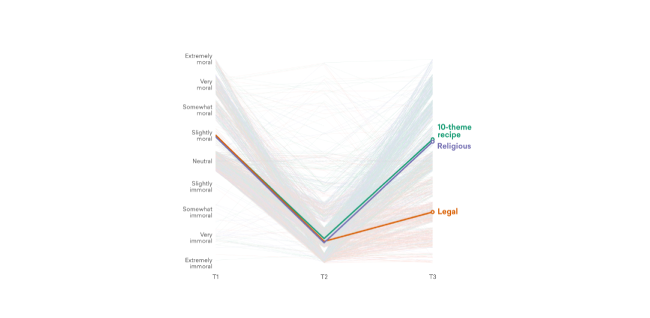 Extremely
moral
Very
moral
Somewhat
moral
Slightly
moral
Neutral
Slightly
immoral
Somewhat
immoral
Very
immoral
Extremely
immoral
T1
T2
T3
10-theme
recipe
Religious
Legal